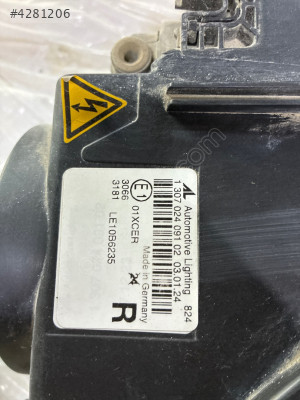 #4281206
AL Automotive Lighting 824
1 307 024 091 02 03.01.24
E1 01XCER Made in Germany
3066
3181 LE10B6235
24 R